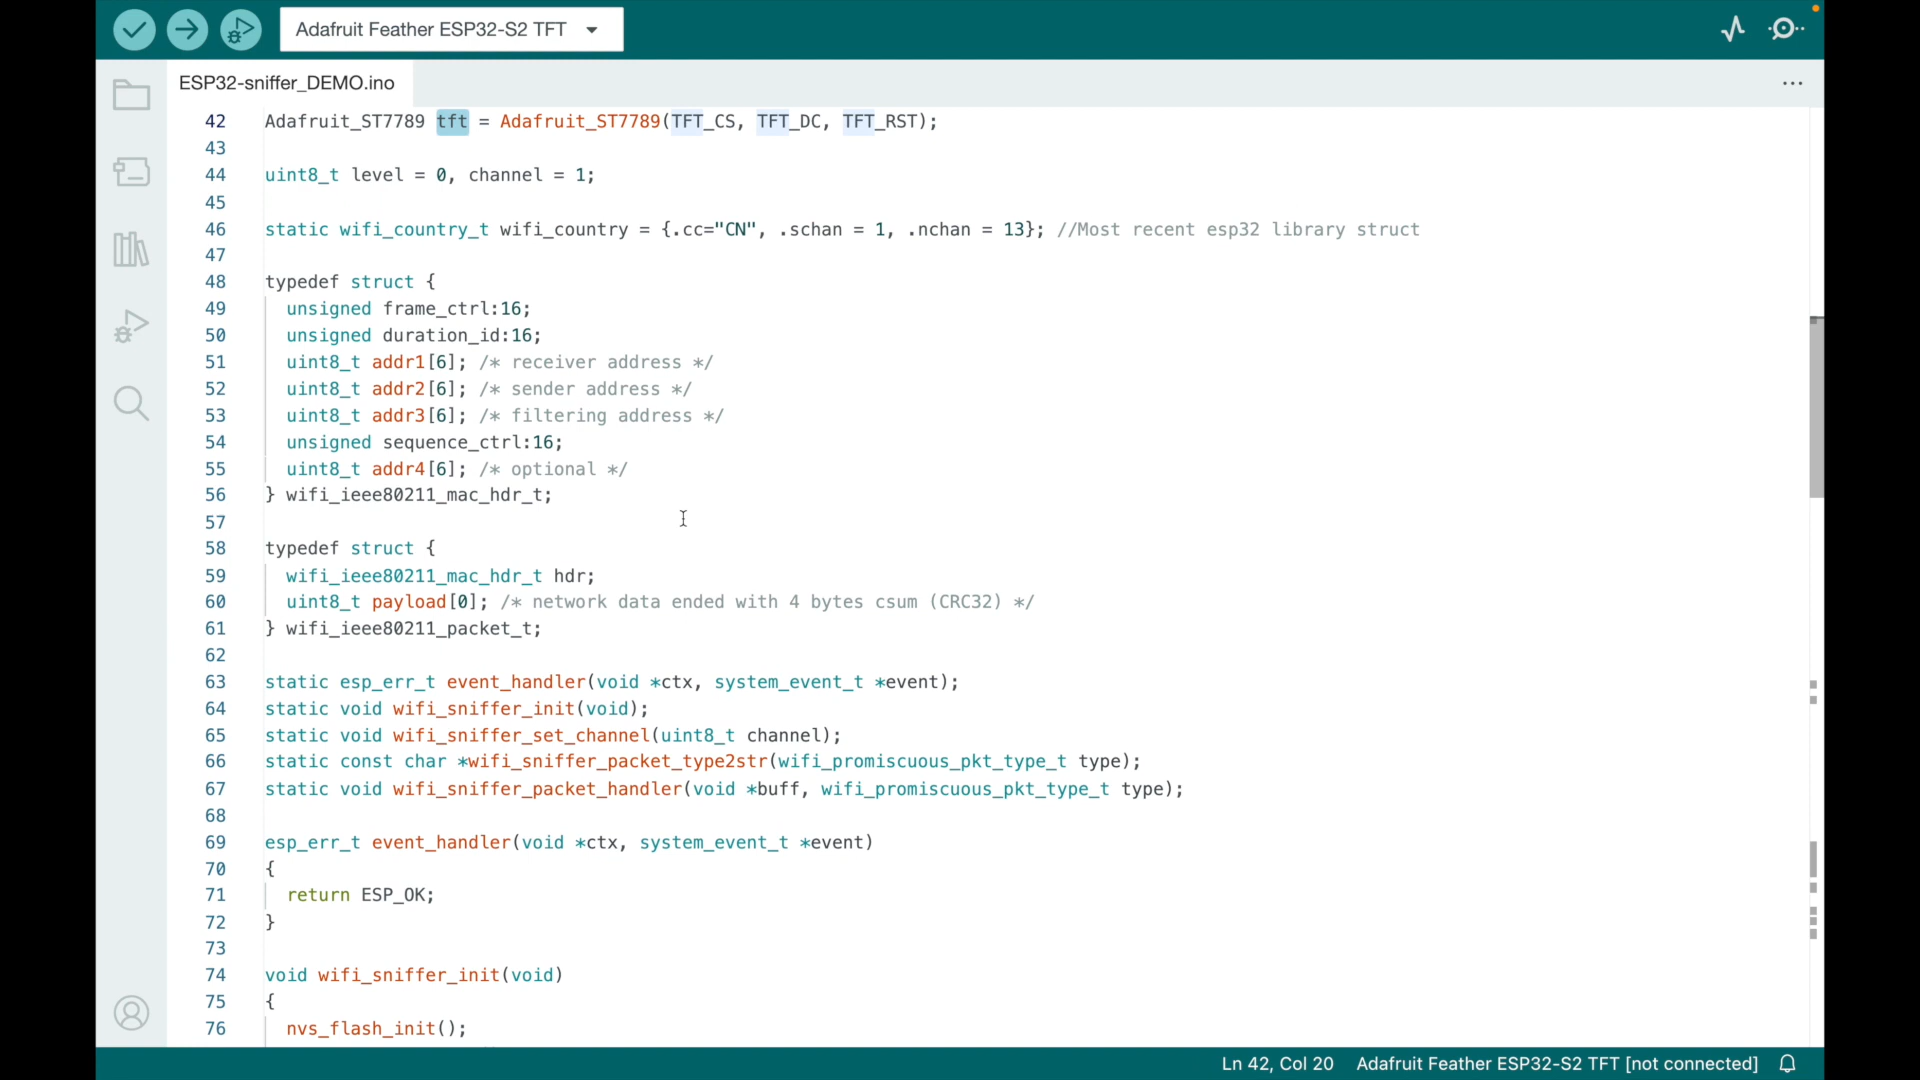 Adafruit Feather ESP32-S2 TFT
ESP32-sniffer_DEMO.ino
42 Adafruit_ST7789 tft = Adafruit_ST7789(TFT_CS, TFT_DC, TFT_RST);
43
44 uint8_t level = 0, channel = 1;
45
46 static wifi_country_t wifi_country = {.cc="CN", .schan = 1, .nchan = 13}; //Most recent esp32 library struct
47
48 typedef struct {
49 unsigned frame_ctrl:16;
50 unsigned duration_id:16;
51 uint8_t addr1[6]; /* receiver address */
52 uint8_t addr2[6]; /* sender address */
53 uint8_t addr3[6]; /* filtering address */
54 unsigned sequence_ctrl:16;
55 uint8_t addr4[6]; /* optional */
56 } wifi_ieee80211_mac_hdr_t;
57
58 typedef struct {
59 wifi_ieee80211_mac_hdr_t hdr;
60 uint8_t payload[0]; /* network data ended with 4 bytes csum (CRC32) */
61 } wifi_ieee80211_packet_t;
62
63 static esp_err_t event_handler(void *ctx, system_event_t *event);
64 static void wifi_sniffer_init(void);
65 static void wifi_sniffer_set_channel(uint8_t channel);
66 static const char *wifi_sniffer_packet_type2str(wifi_promiscuous_pkt_type_t type);
67 static void wifi_sniffer_packet_handler(void *buff, wifi_promiscuous_pkt_type_t type);
68
69 esp_err_t event_handler(void *ctx, system_event_t *event)
70 {
71 return ESP_OK;
72 }
73
74 void wifi_sniffer_init(void)
75 {
76 nvs_flash_init();
Ln 42, Col 20 Adafruit Feather ESP32-S2 TFT [not connected]